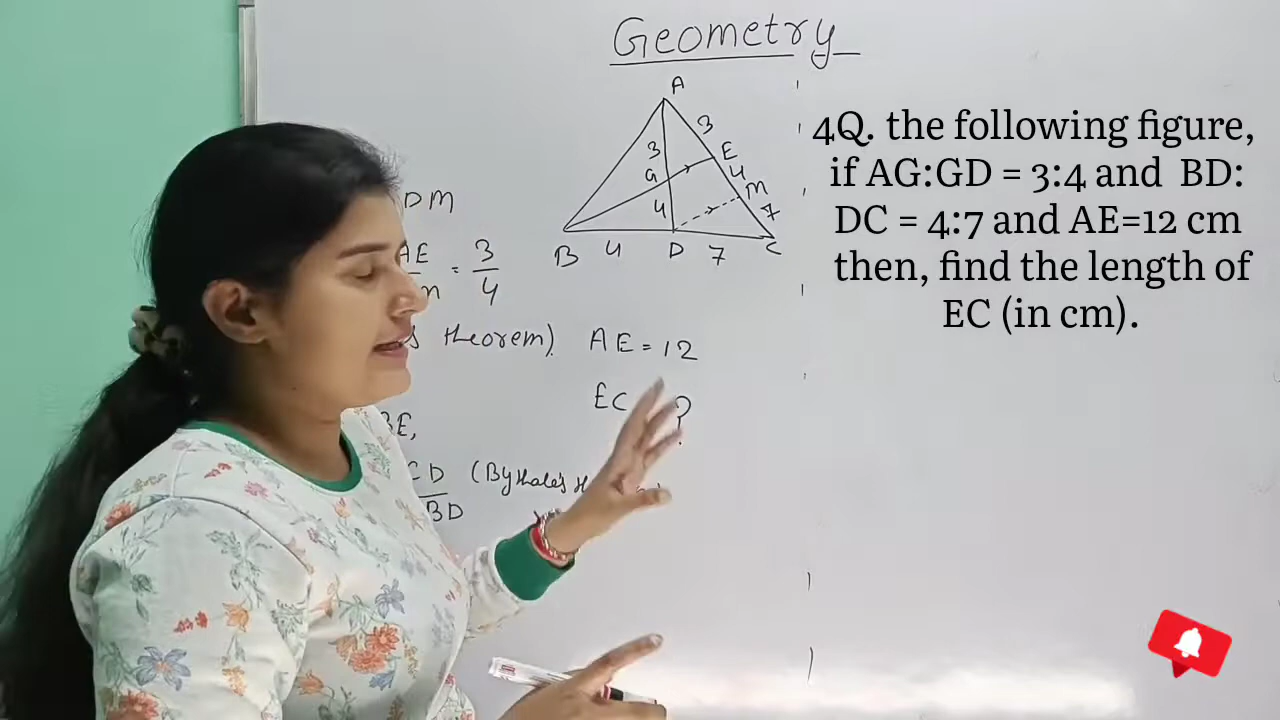 Geometry
A
3
3
E
G
4
M
4
7
B
4
D
7
C
4Q. the following figure,
if AG:GD = 3:4 and BD:
DC = 4:7 and AE=12 cm
then, find the length of
EC (in cm).
DM
AE = 3
m 4
theorem). AE = 12
EC ?
BE,
CD (By thale's
BD